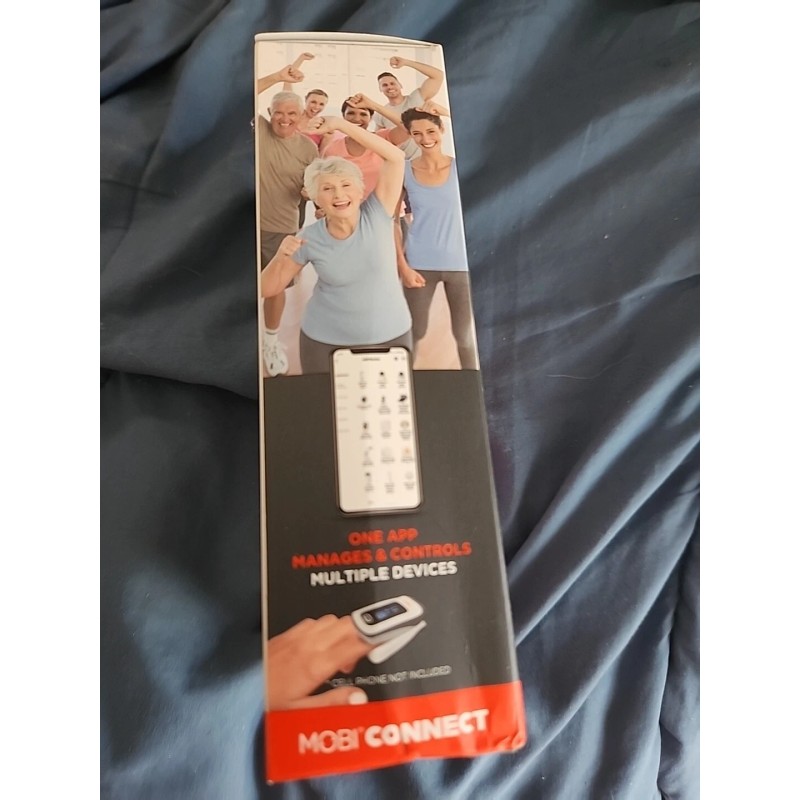 ONE APP
MANAGES & CONTROLS
MULTIPLE DEVICES
CELL PHONE NOT INCLUDED
MOBI CONNECT